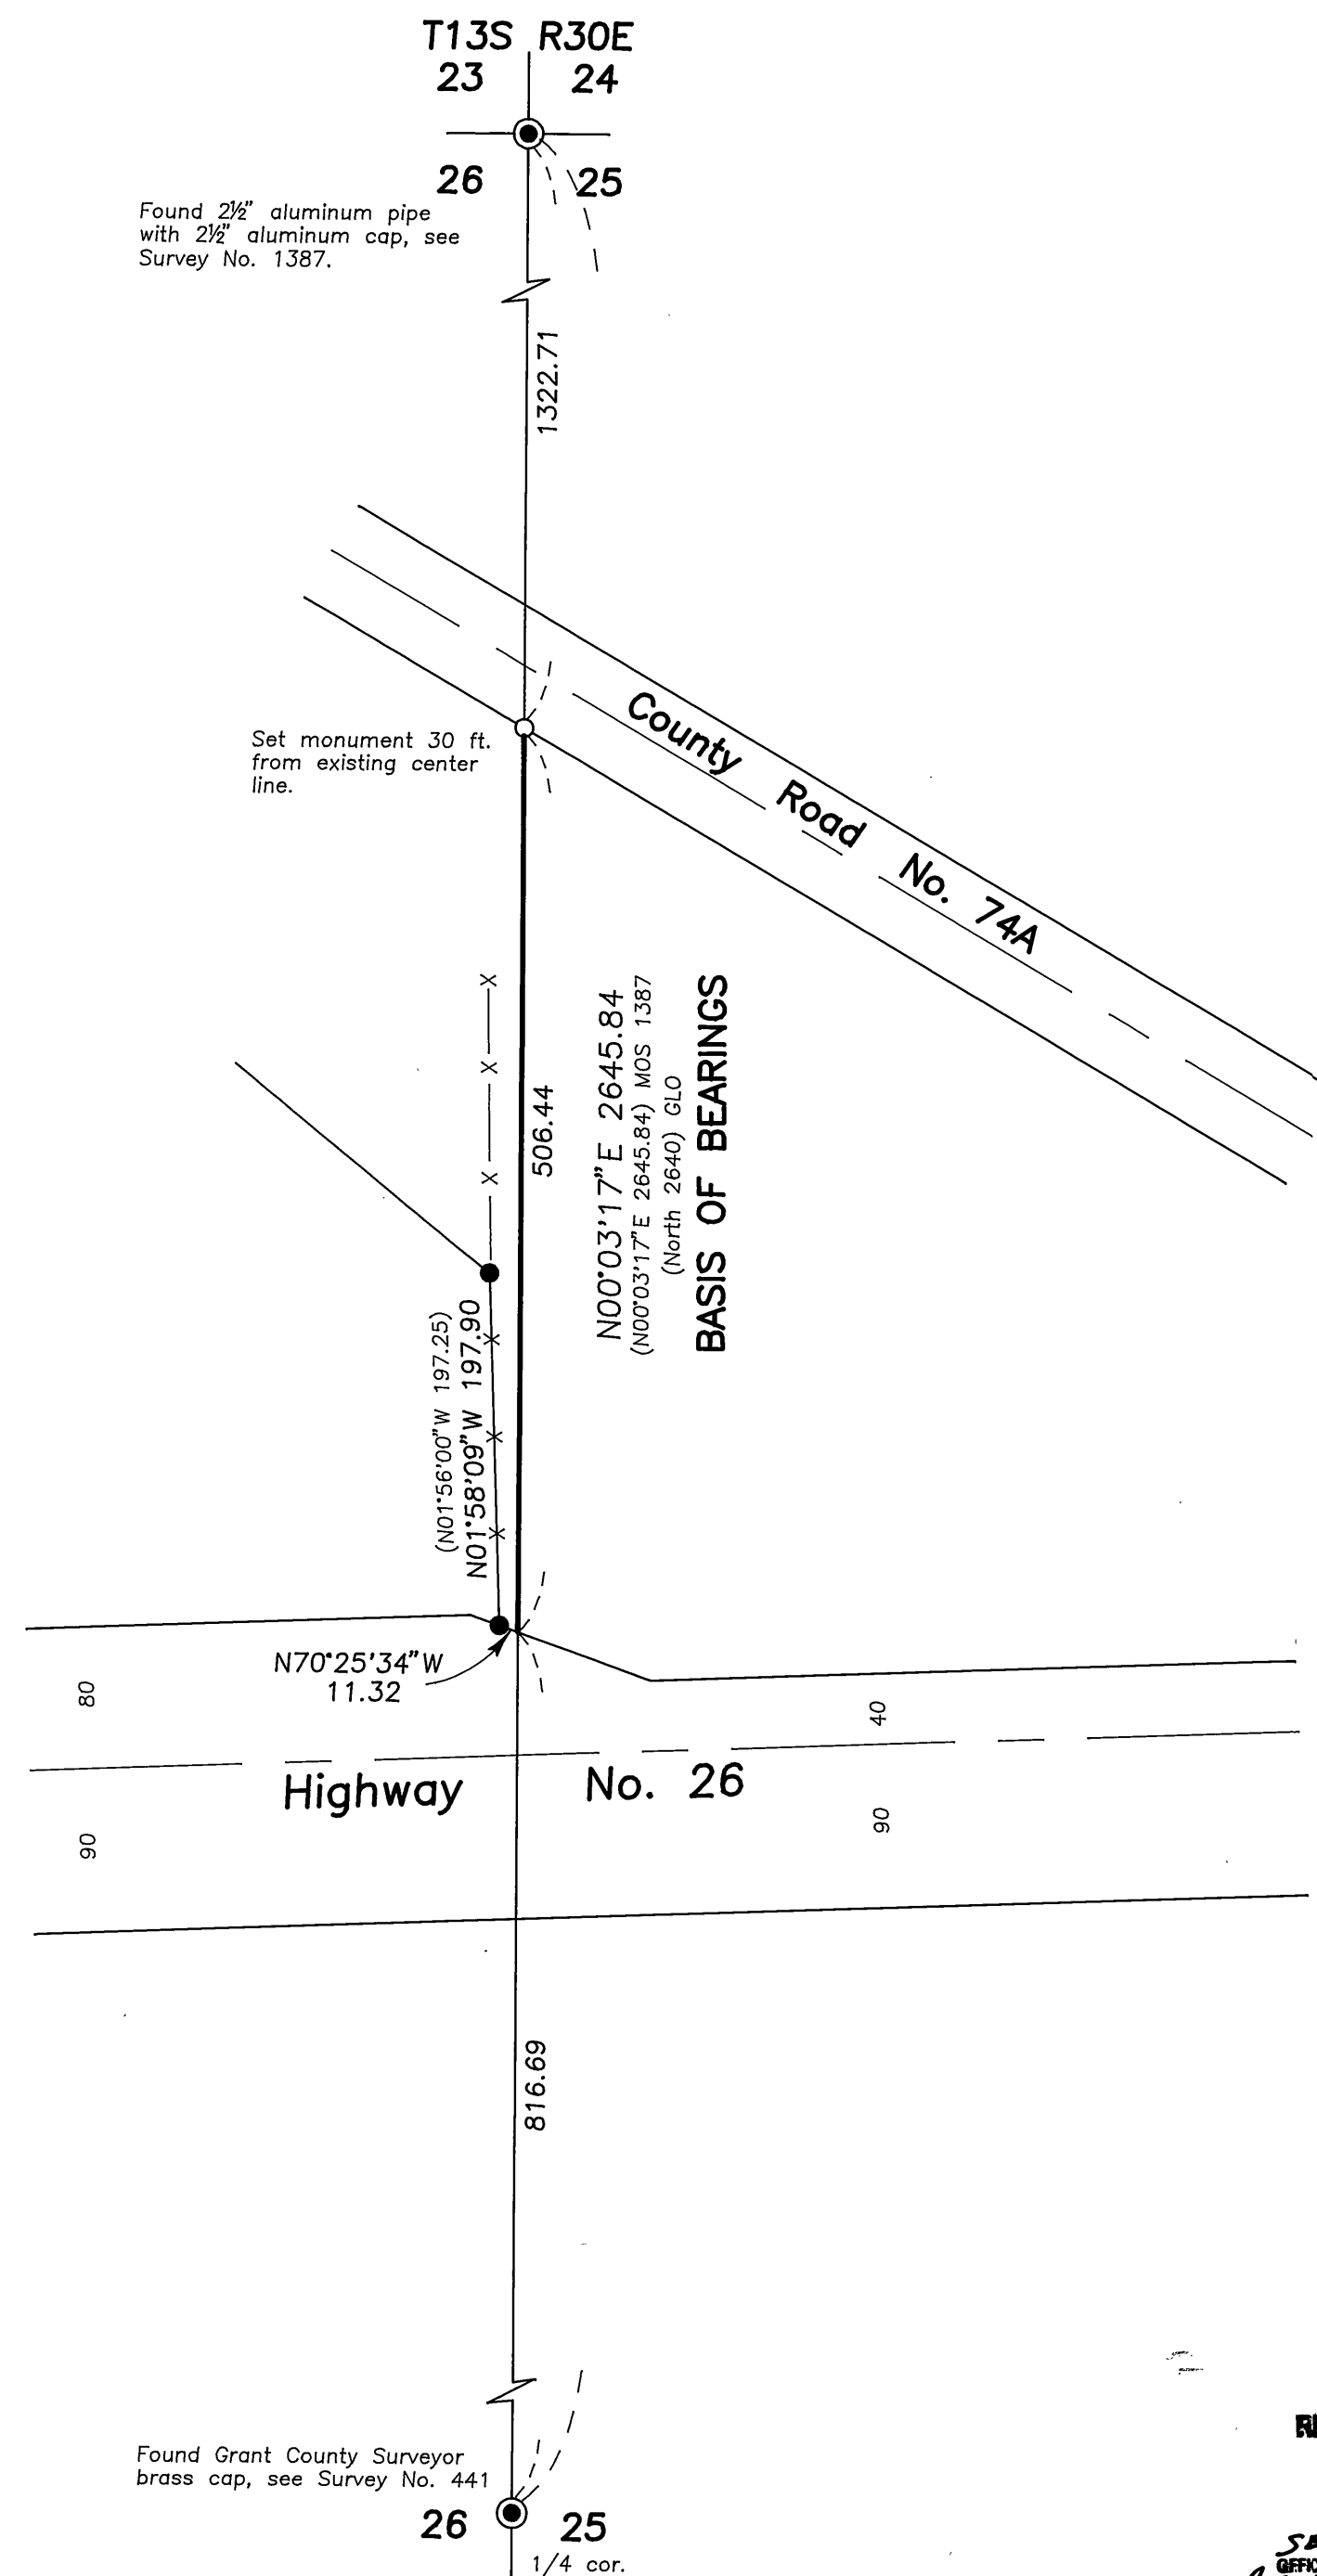 T13S R30E
23 24
26 25
Found 2½" aluminum pipe
with 2½" aluminum cap, see
Survey No. 1387.
1322.71
Set monument 30 ft.
from existing center
line.
County Road No. 74A
506.44
N00°03'17"E 2645.84
(N00°03'17"E 2645.84) MOS 1387
(North 2640) GLO
BASIS OF BEARINGS
(N01°56'00"W 197.25)
N01°58'09"W 197.90
N70°25'34"W
11.32
80
40
Highway No. 26
90
90
816.69
Found Grant County Surveyor
brass cap, see Survey No. 441
26 25
1/4 cor.